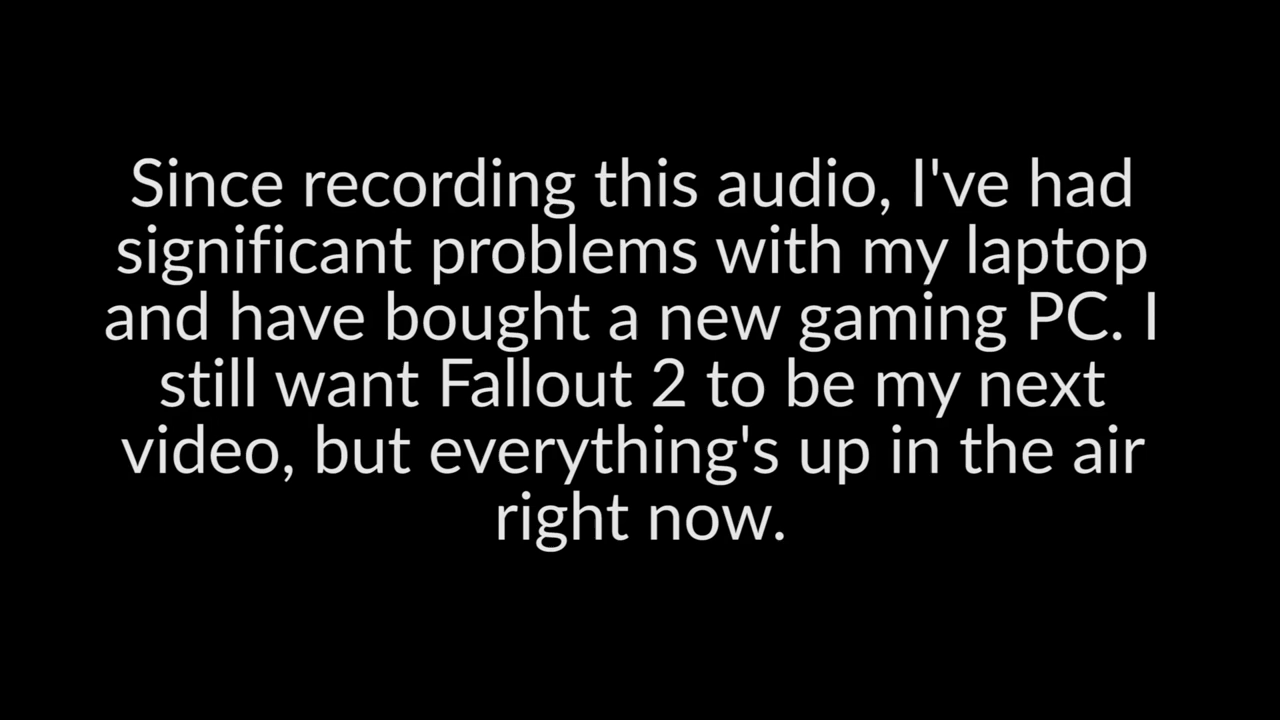 Since recording this audio, I've had
significant problems with my laptop
and have bought a new gaming PC. I
still want Fallout 2 to be my next
video, but everything's up in the air
right now.